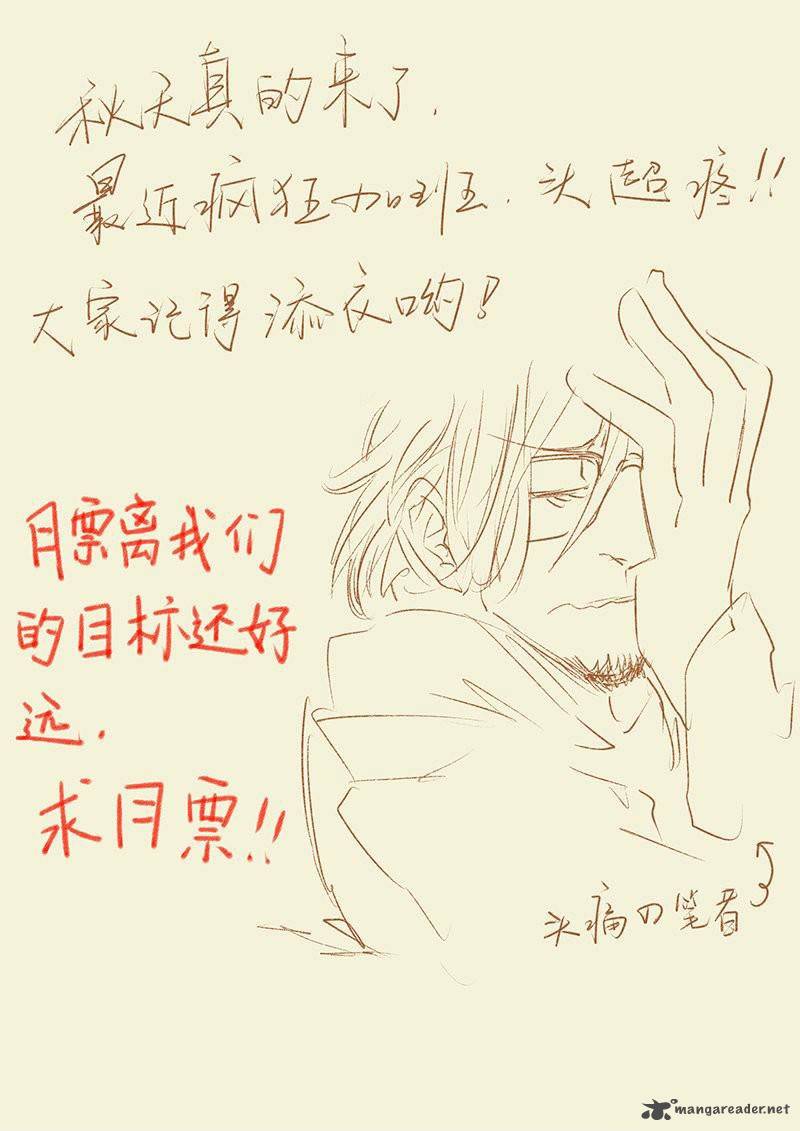 秋天真的来了.
最近疯狂加班.头超疼!!
大家记得添衣哟!
月票离我们
的目标还好
远.
求月票!!
头痛の笔者
mangareader.net